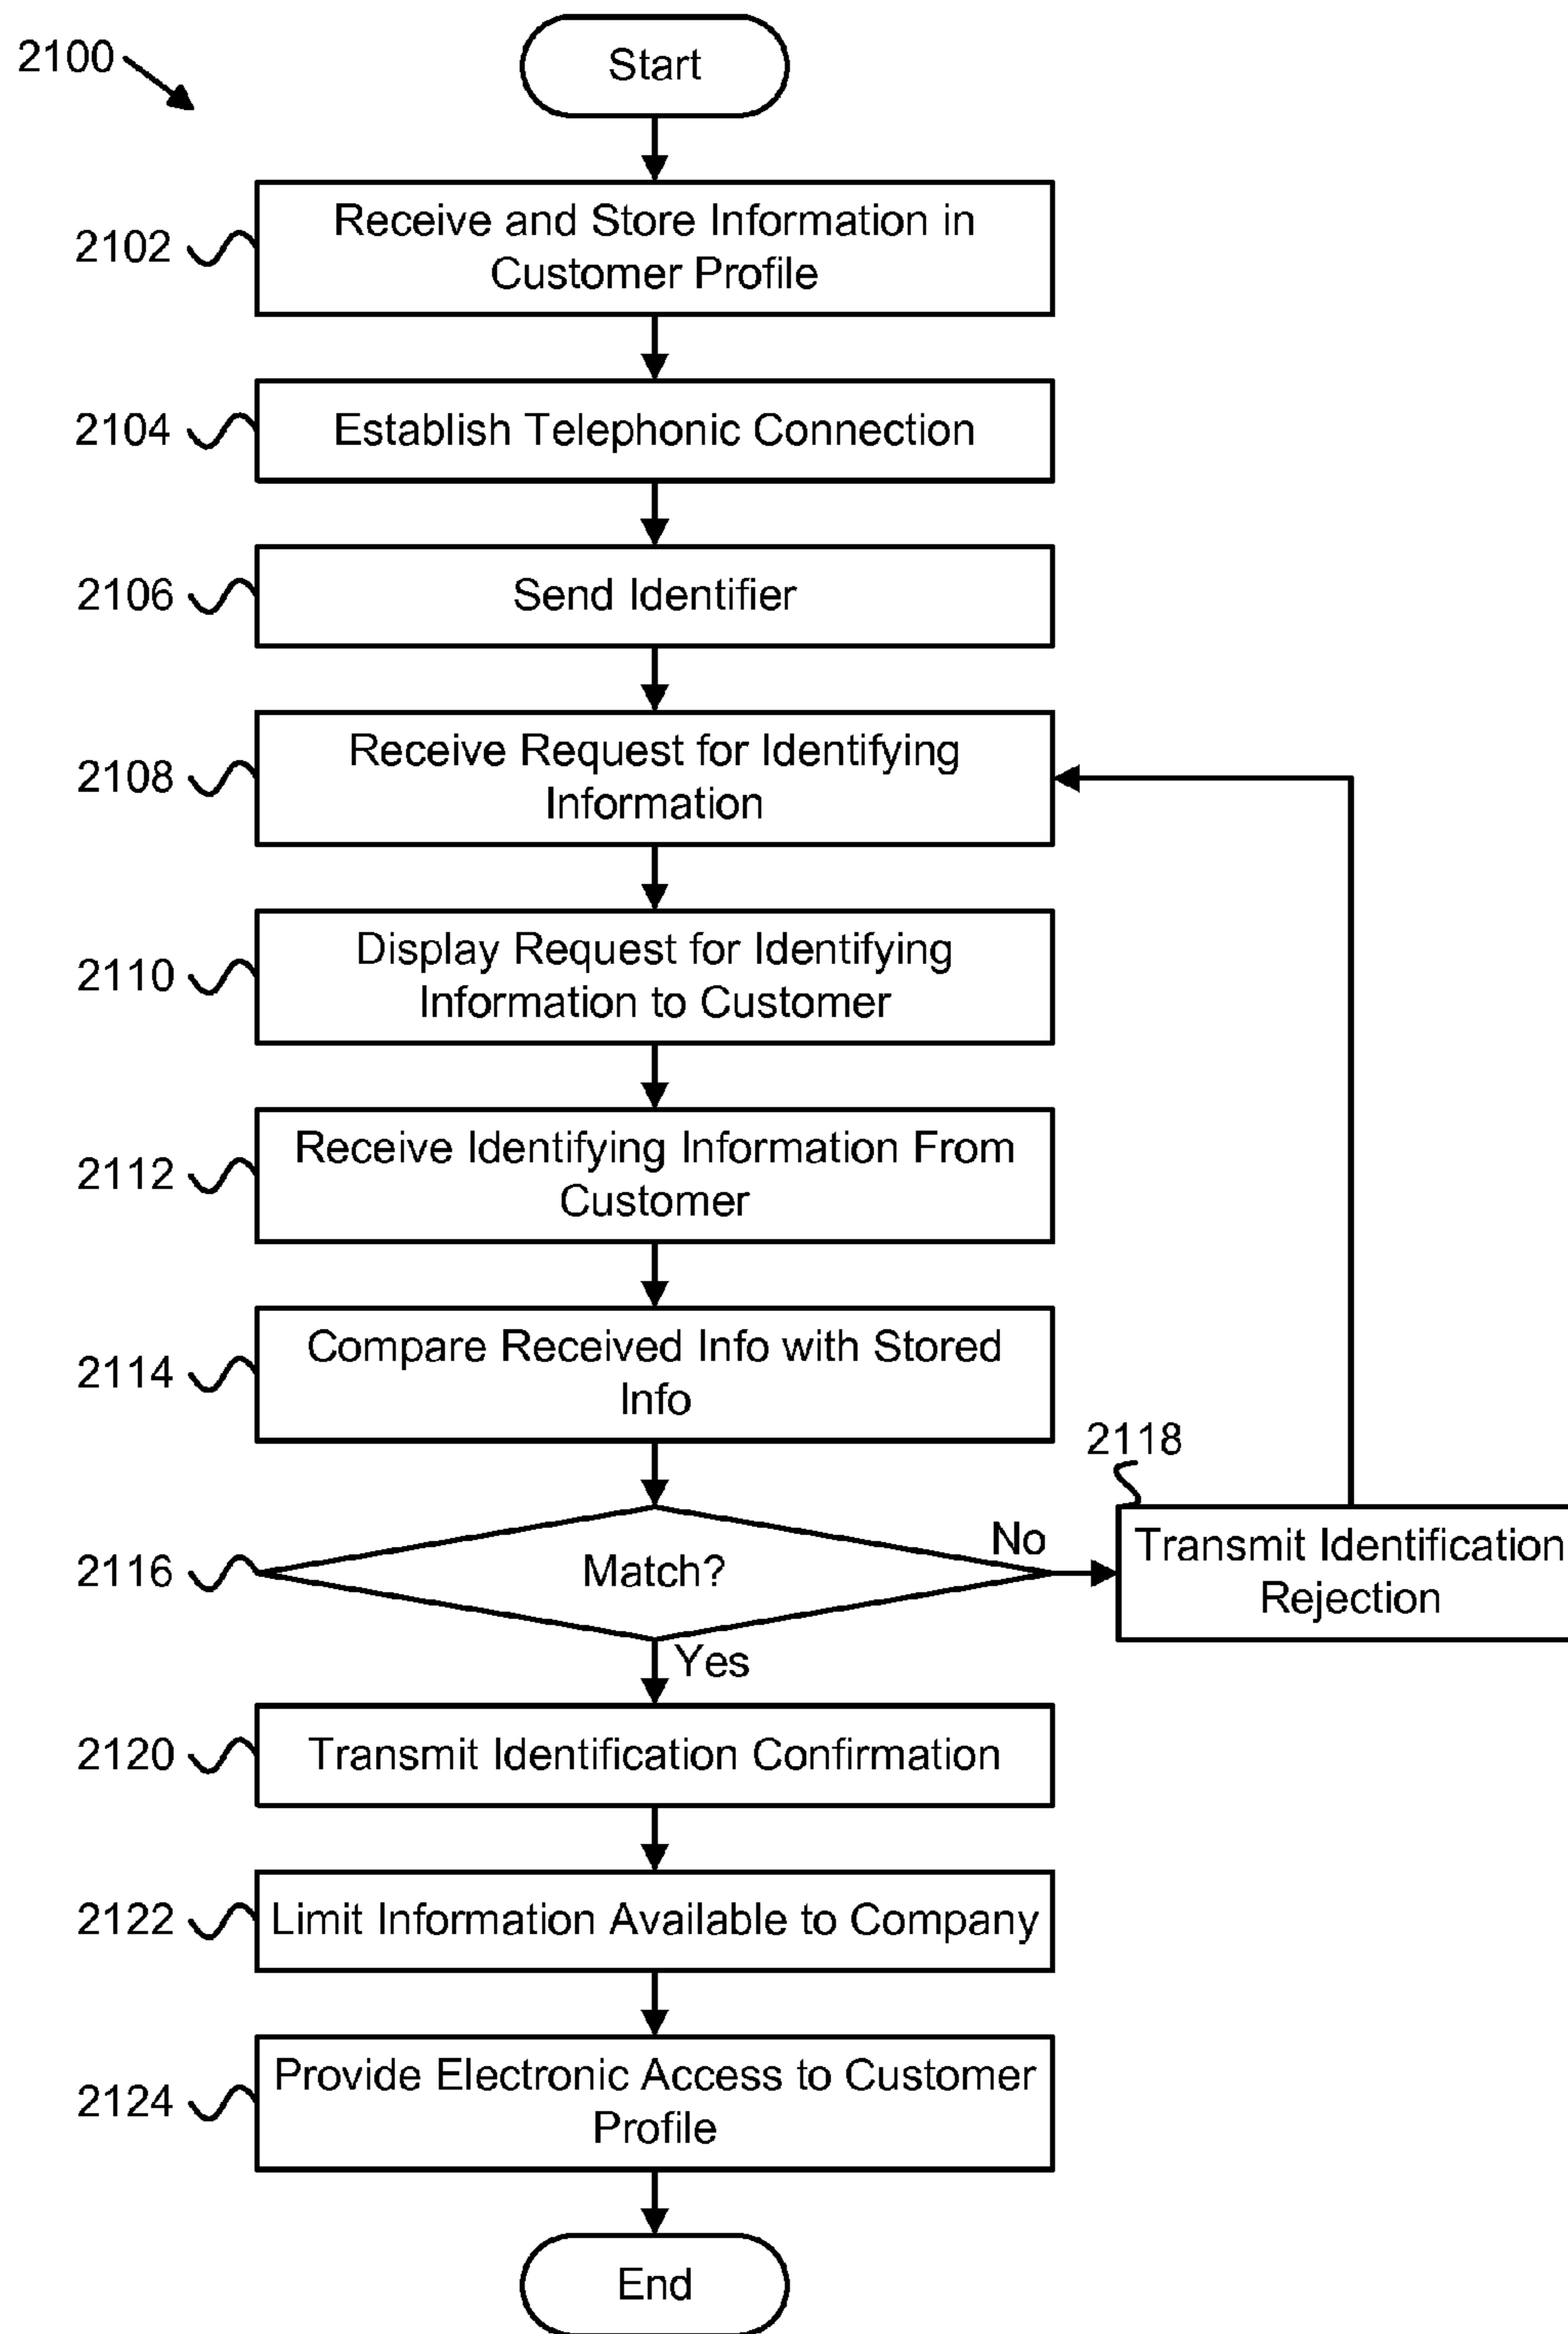 2100
Start
2102
Receive and Store Information in
Customer Profile
2104
Establish Telephonic Connection
2106
Send Identifier
2108
Receive Request for Identifying
Information
2110
Display Request for Identifying
Information to Customer
2112
Receive Identifying Information From
Customer
2114
Compare Received Info with Stored
Info
2116
Match?
No
2118
Transmit Identification
Rejection
Yes
2120
Transmit Identification Confirmation
2122
Limit Information Available to Company
2124
Provide Electronic Access to Customer
Profile
End